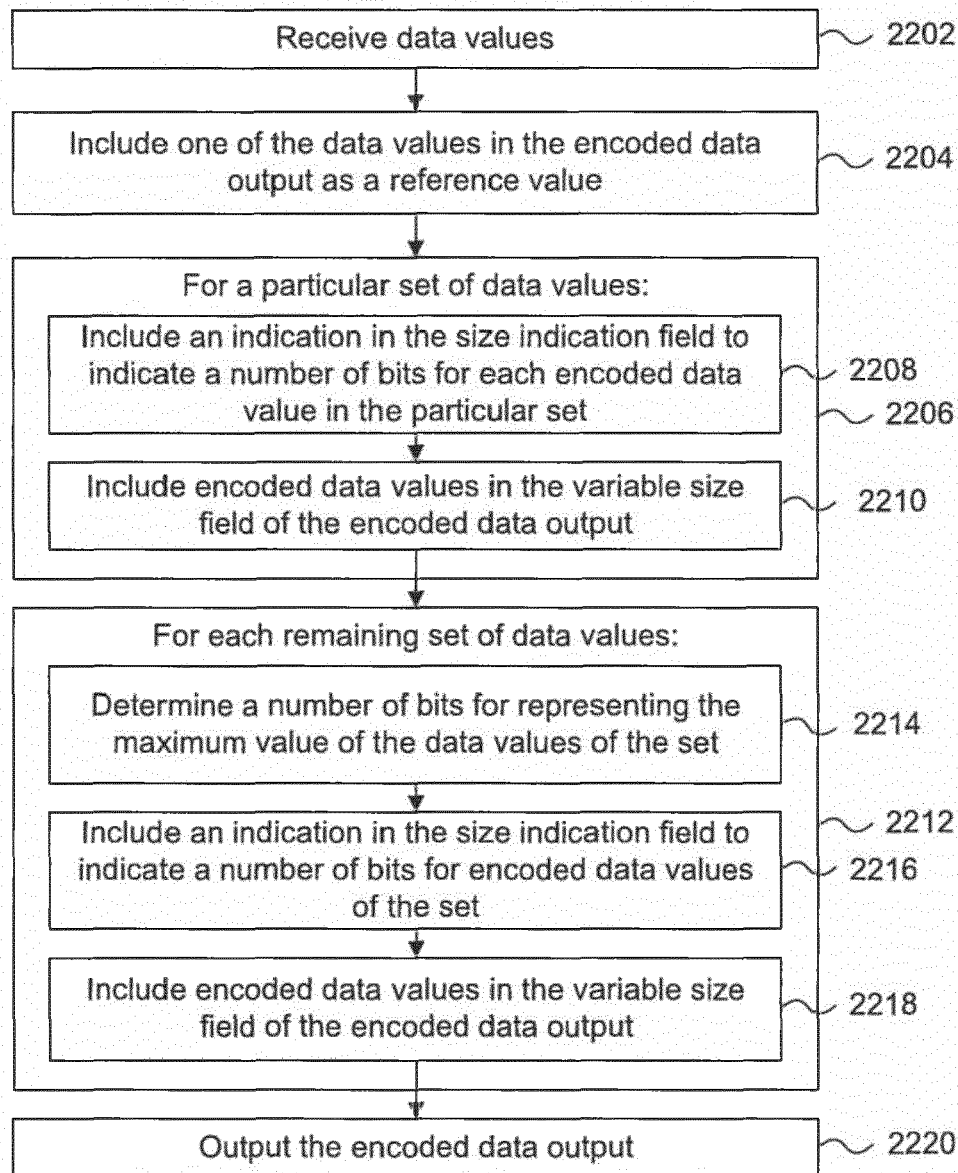 Receive data values
2202
Include one of the data values in the encoded data
output as a reference value
2204
For a particular set of data values:
Include an indication in the size indication field to
indicate a number of bits for each encoded data
value in the particular set
2208
2206
Include encoded data values in the variable size
field of the encoded data output
2210
For each remaining set of data values:
Determine a number of bits for representing the
maximum value of the data values of the set
2214
2212
Include an indication in the size indication field to
indicate a number of bits for encoded data values
of the set
2216
Include encoded data values in the variable size
field of the encoded data output
2218
Output the encoded data output
2220